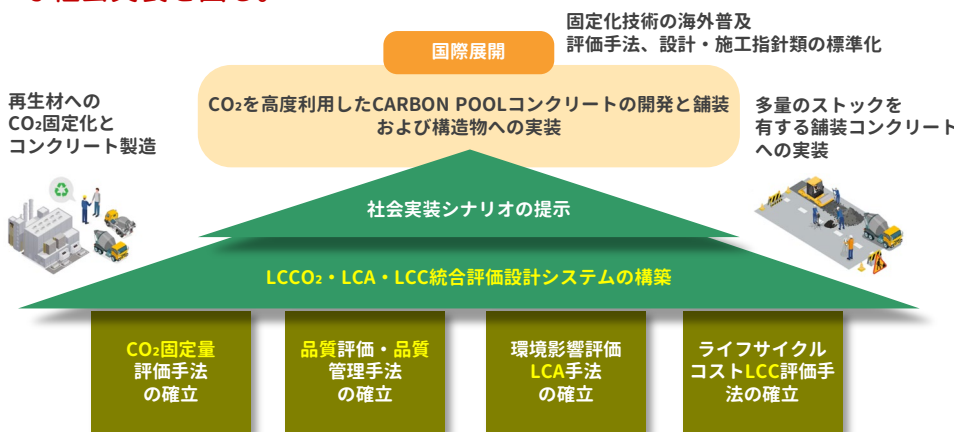 固定化技術の海外普及
評価手法、設計・施工指針類の標準化
国際展開
再生材への
CO₂固定化と
コンクリート製造
CO₂を高度利用したCARBON POOLコンクリートの開発と舗装
および構造物への実装
多量のストックを
有する舗装コンクリート
への実装
社会実装シナリオの提示
LCCO₂・LCA・LCC統合評価設計システムの構築
CO₂固定量
評価手法
の確立
品質評価・品質
管理手法
の確立
環境影響評価
LCA手法
の確立
ライフサイクル
コストLCC評価手
法の確立